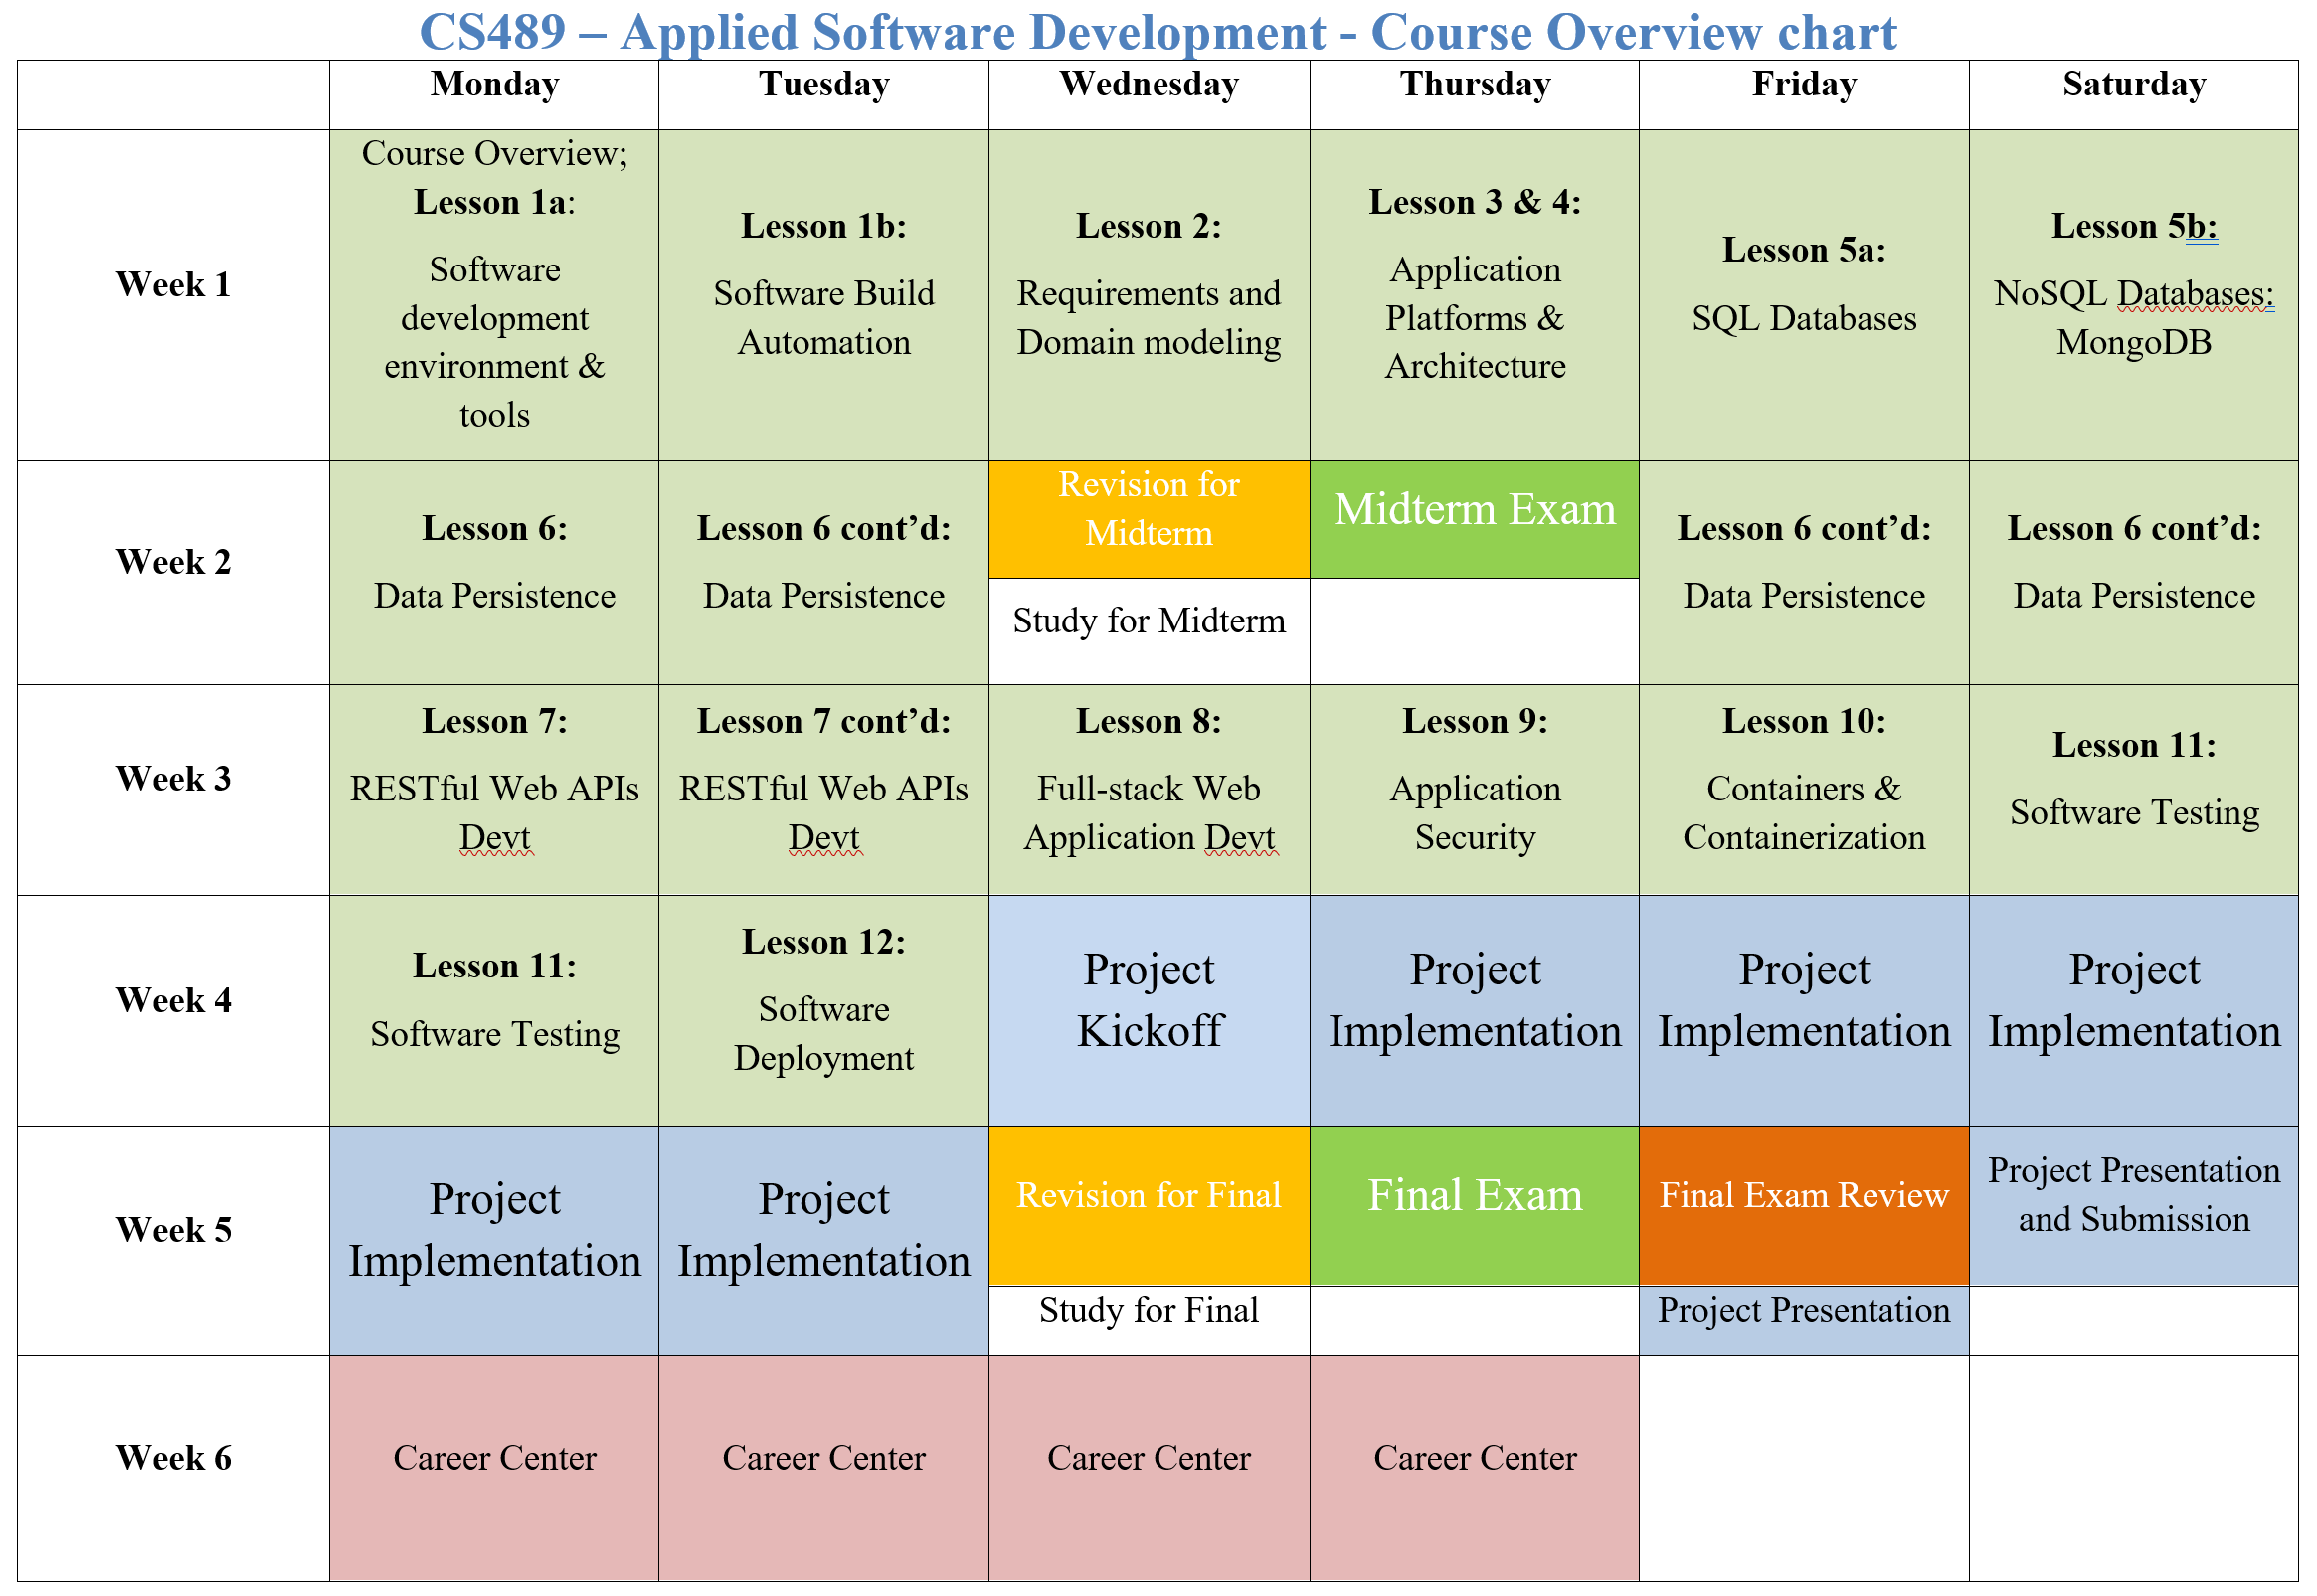 CS489 – Applied Software Development - Course Overview chart
Monday
Tuesday
Wednesday
Thursday
Friday
Saturday
Week 1
Course Overview;
Lesson 1a:
Software
development
environment &
tools
Lesson 1b:
Software Build
Automation
Lesson 2:
Requirements and
Domain modeling
Lesson 3 & 4:
Application
Platforms &
Architecture
Lesson 5a:
SQL Databases
Lesson 5b:
NoSQL Databases:
MongoDB
Week 2
Lesson 6:
Data Persistence
Lesson 6 cont’d:
Data Persistence
Revision for
Midterm
Study for Midterm
Midterm Exam
Lesson 6 cont’d:
Data Persistence
Lesson 6 cont’d:
Data Persistence
Week 3
Lesson 7:
RESTful Web APIs
Devt
Lesson 7 cont’d:
RESTful Web APIs
Devt
Lesson 8:
Full-stack Web
Application Devt
Lesson 9:
Application
Security
Lesson 10:
Containers &
Containerization
Lesson 11:
Software Testing
Week 4
Lesson 11:
Software Testing
Lesson 12:
Software
Deployment
Project
Kickoff
Project
Implementation
Project
Implementation
Project
Implementation
Week 5
Project
Implementation
Project
Implementation
Revision for Final
Study for Final
Final Exam
Final Exam Review
Project Presentation
Project Presentation
and Submission
Week 6
Career Center
Career Center
Career Center
Career Center